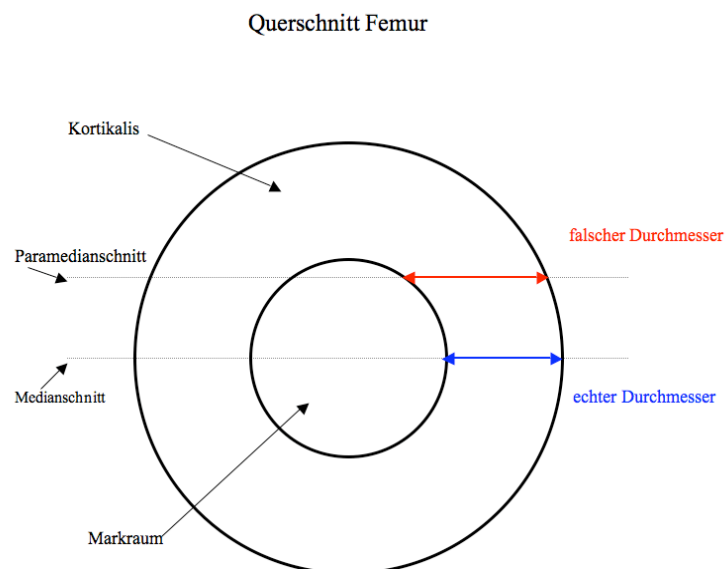 Querschnitt Femur
Kortikalis
falscher Durchmesser
Paramedianschnitt
Medianschnitt
echter Durchmesser
Markraum